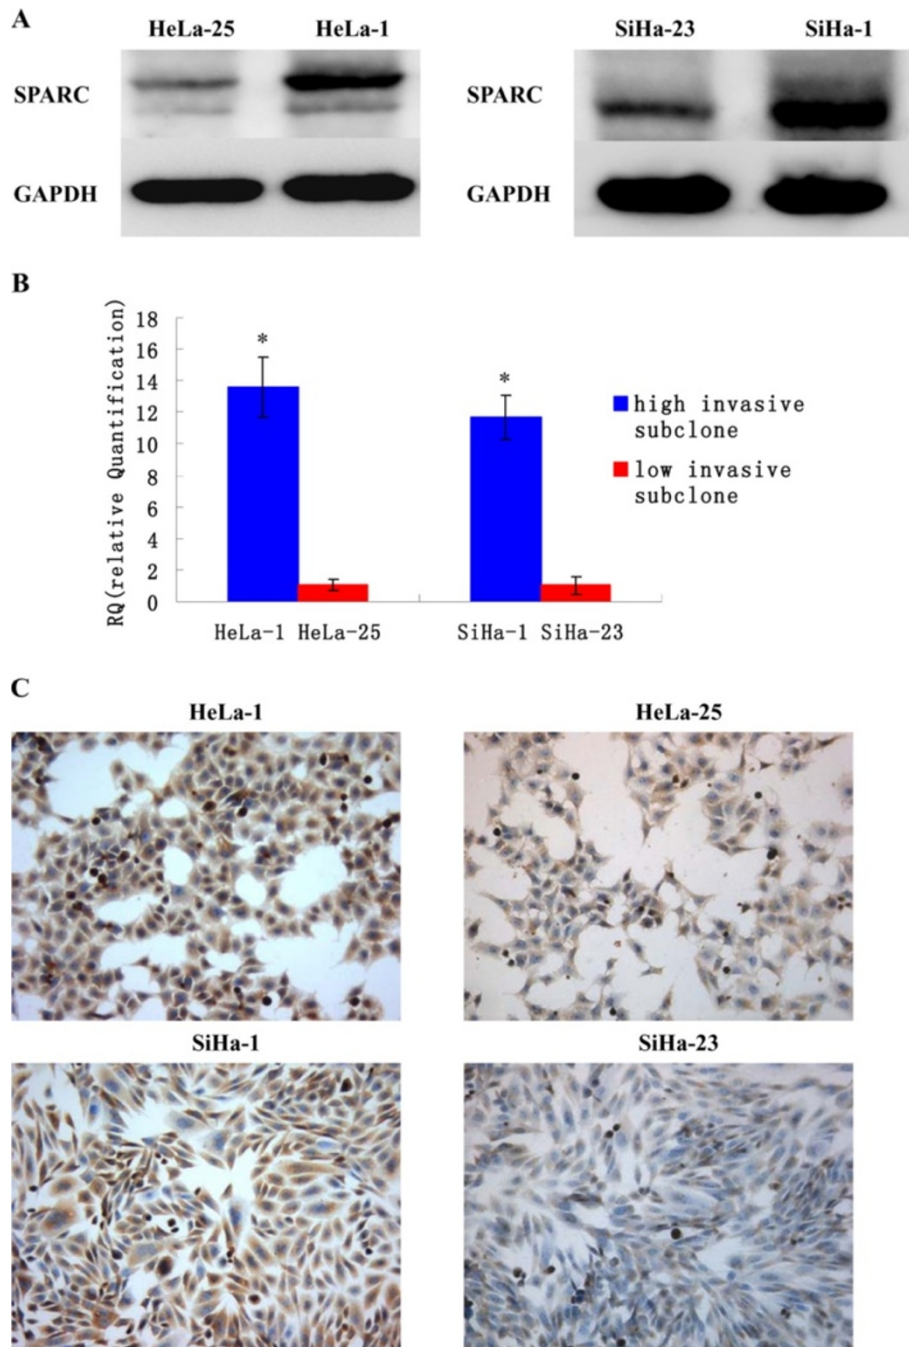 A
HeLa-25 HeLa-1 SiHa-23 SiHa-1
SPARC SPARC
GAPDH GAPDH
B
RQ(relative Quantification)
18
16
14
12
10
8
6
4
2
0
* *
high invasive
subclone
low invasive
subclone
HeLa-1 HeLa-25 SiHa-1 SiHa-23
C
HeLa-1 HeLa-25
SiHa-1 SiHa-23